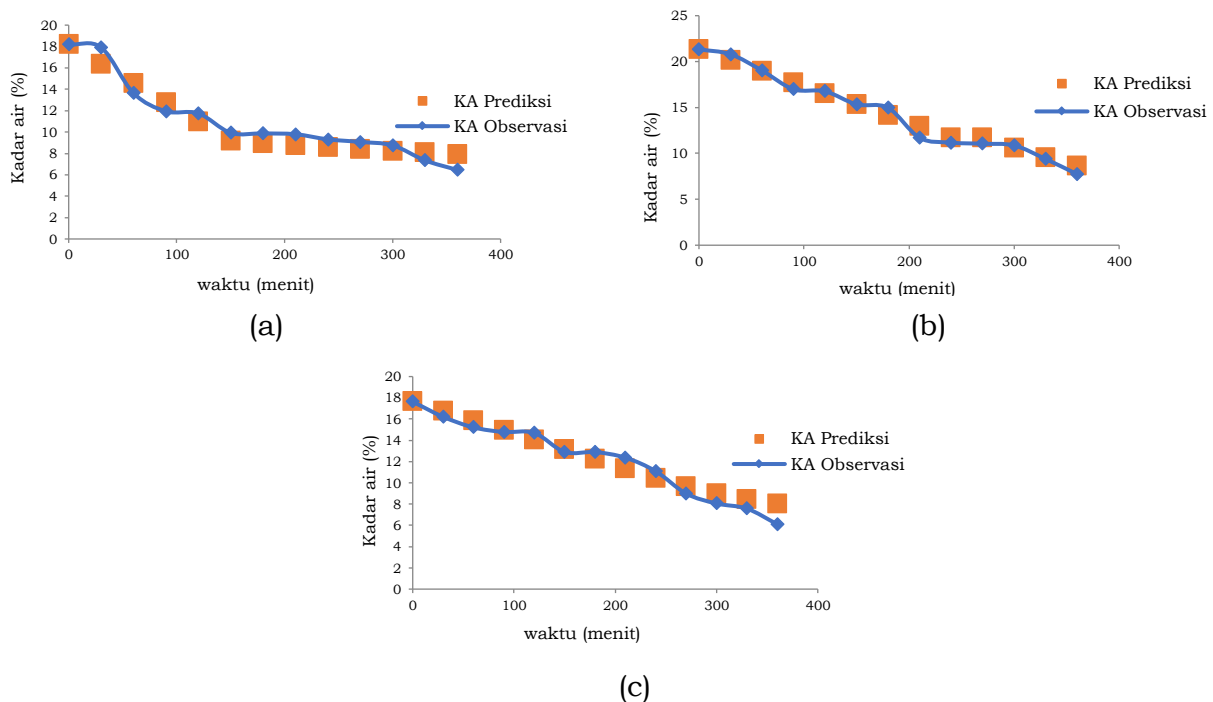 20
18
16
14
12
10
8
6
4
2
0
Kadar air (%)
0 100 200 300 400
waktu (menit)
KA Prediksi
KA Observasi
(a)
25
20
15
10
5
0
Kadar air (%)
0 100 200 300 400
waktu (menit)
KA Prediksi
KA Observasi
(b)
20
18
16
14
12
10
8
6
4
2
0
Kadar air (%)
0 100 200 300 400
waktu (menit)
KA Prediksi
KA Observasi
(c)